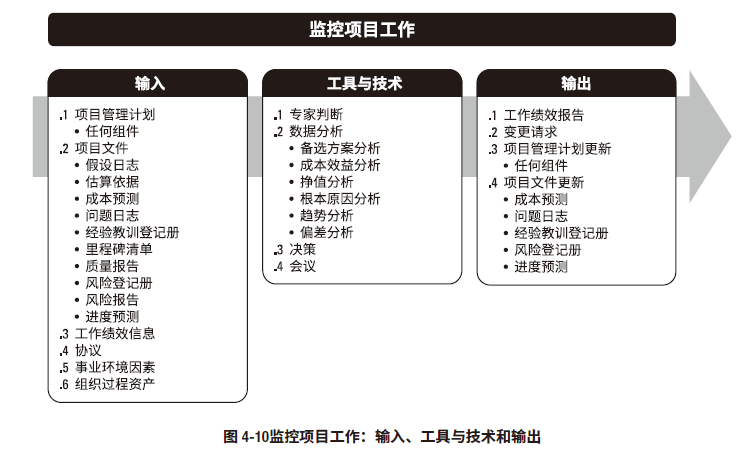 监控项目工作
输入
.1 项目管理计划
• 任何组件
.2 项目文件
• 假设日志
• 估算依据
• 成本预测
• 问题日志
• 经验教训登记册
• 里程碑清单
• 质量报告
• 风险登记册
• 风险报告
• 进度预测
.3 工作绩效信息
.4 协议
.5 事业环境因素
.6 组织过程资产
工具与技术
.1 专家判断
.2 数据分析
• 备选方案分析
• 成本效益分析
• 挣值分析
• 根本原因分析
• 趋势分析
• 偏差分析
.3 决策
.4 会议
输出
.1 工作绩效报告
.2 变更请求
.3 项目管理计划更新
• 任何组件
.4 项目文件更新
• 成本预测
• 问题日志
• 经验教训登记册
• 风险登记册
• 进度预测
图 4-10监控项目工作：输入、工具与技术和输出